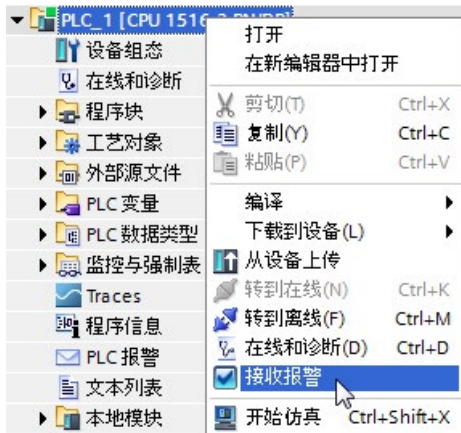 PLC_1 [CPU 1516
设备组态
在线和诊断
程序块
工艺对象
外部源文件
PLC 变量
PLC 数据类型
监控与强制表
Traces
程序信息
PLC 报警
文本列表
本地模块
打开
在新编辑器中打开
剪切(T) Ctrl+X
复制(Y) Ctrl+C
粘贴(P) Ctrl+V
编译
下载到设备(L)
从设备上传
转到在线(N) Ctrl+K
转到离线(F) Ctrl+M
在线和诊断(D) Ctrl+D
接收报警
开始仿真 Ctrl+Shift+X